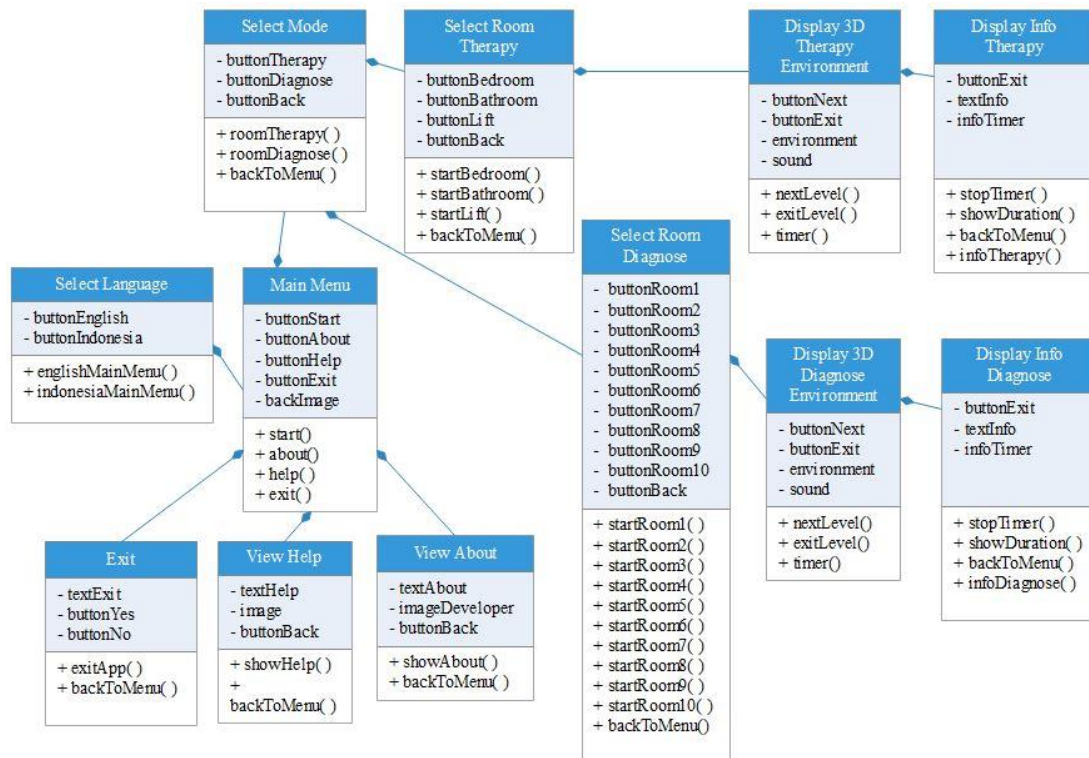 Select Mode
- buttonTherapy
- buttonDiagnose
- buttonBack
+ roomTherapy( )
+ roomDiagnose( )
+ backToMenu( )
Select Room
Therapy
- buttonBedroom
- buttonBathroom
- buttonLift
- buttonBack
+ startBedroom( )
+ startBathroom( )
+ startLift( )
+ backToMenu( )
Display 3D
Therapy
Environment
- buttonNext
- buttonExit
- environment
- sound
+ nextLevel( )
+ exitLevel( )
+ timer( )
Display Info
Therapy
- buttonExit
- textInfo
- infoTimer
+ stopTimer( )
+ showDuration( )
+ backToMenu( )
+ infoTherapy( )
Select Language
- buttonEnglish
- buttonIndonesia
+ englishMainMenu( )
+ indonesiaMainMenu( )
Main Menu
- buttonStart
- buttonAbout
- buttonHelp
- buttonExit
- backImage
+ start()
+ about()
+ help( )
+ exit( )
Select Room
Diagnose
- buttonRoom1
- buttonRoom2
- buttonRoom3
- buttonRoom4
- buttonRoom5
- buttonRoom6
- buttonRoom7
- buttonRoom8
- buttonRoom9
- buttonRoom10
- buttonBack
+ startRoom1( )
+ startRoom2( )
+ startRoom3( )
+ startRoom4( )
+ startRoom5( )
+ startRoom6( )
+ startRoom7( )
+ startRoom8( )
+ startRoom9( )
+ startRoom10( )
+ backToMenu()
Display 3D
Diagnose
Environment
- buttonNext
- buttonExit
- environment
- sound
+ nextLevel()
+ exitLevel()
+ timer()
Display Info
Diagnose
- buttonExit
- textInfo
- infoTimer
+ stopTimer( )
+ showDuration( )
+ backToMenu( )
+ infoDiagnose( )
Exit
- textExit
- buttonYes
- buttonNo
+ exitApp( )
+ backToMenu( )
View Help
- textHelp
- image
- buttonBack
+ showHelp( )
+
backToMenu( )
View About
- textAbout
- imageDeveloper
- buttonBack
+ showAbout( )
+ backToMenu( )